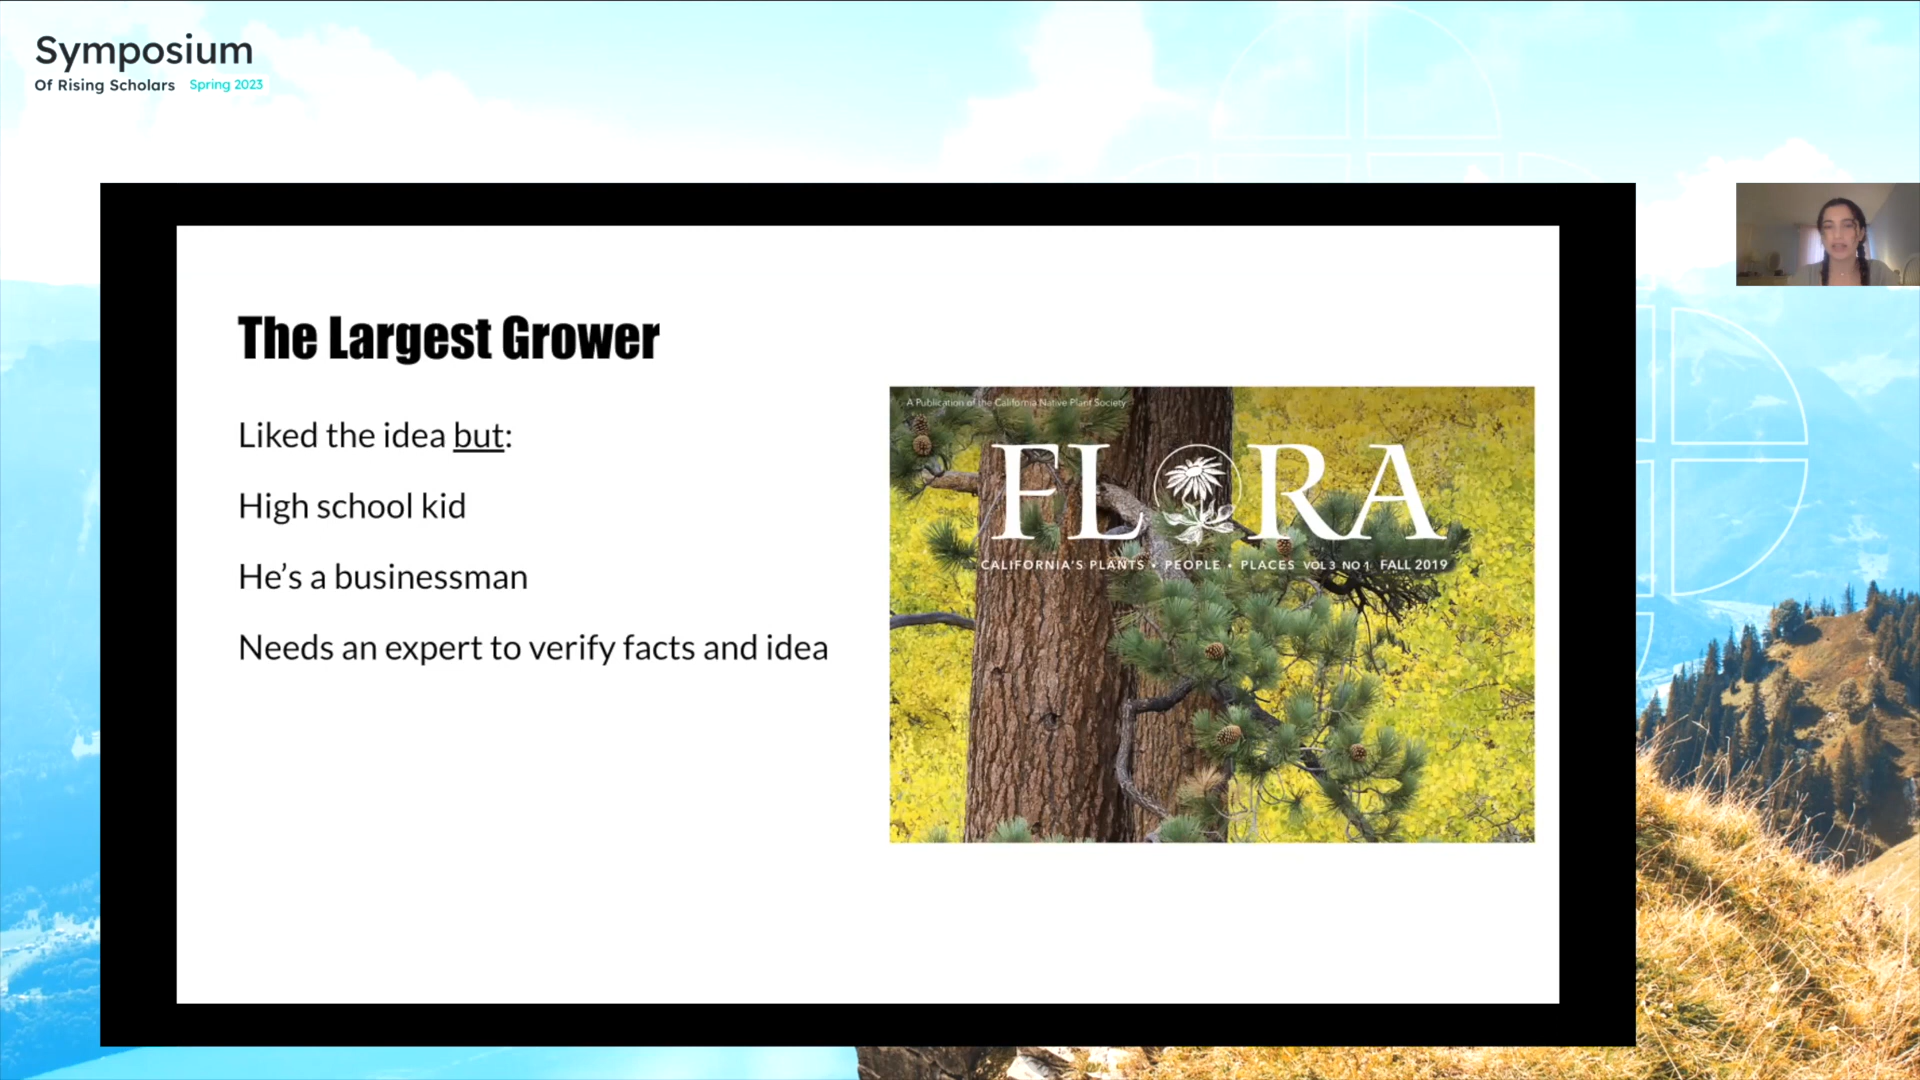 Symposium
Of Rising Scholars Spring 2023
The Largest Grower
Liked the idea but:
High school kid
He's a businessman
Needs an expert to verify facts and idea
A Publication of the California Native Plant Society
FLORA
CALIFORNIA'S PLANTS • PEOPLE • PLACES VOL 3 NO 1 FALL 2019